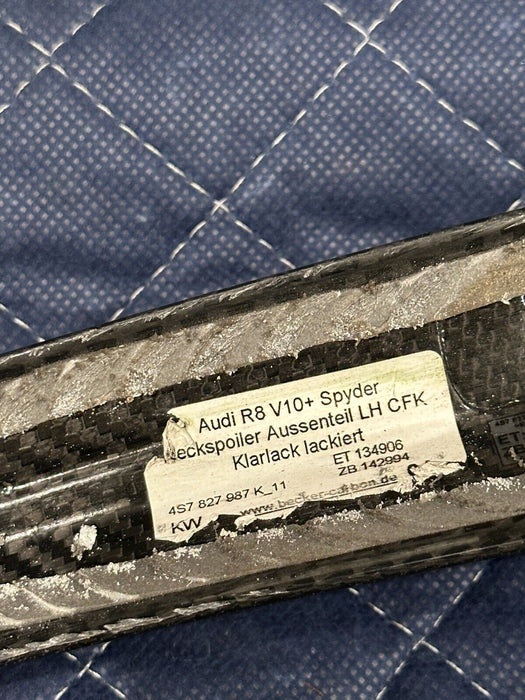 Audi R8 V10+ Spyder
eckspoiler Aussenteil LH CFK
Klarlack lackiert
ET 134906
ZB 142994
4S7 827 987 K_11
www.becker-carbon.de
KW